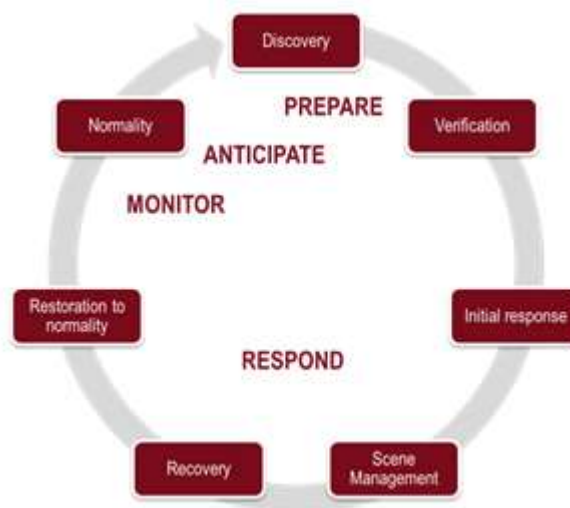 Discovery
PREPARE
Normality
Verification
ANTICIPATE
MONITOR
Restoration to
normality
Initial response
RESPOND
Recovery
Scene
Management